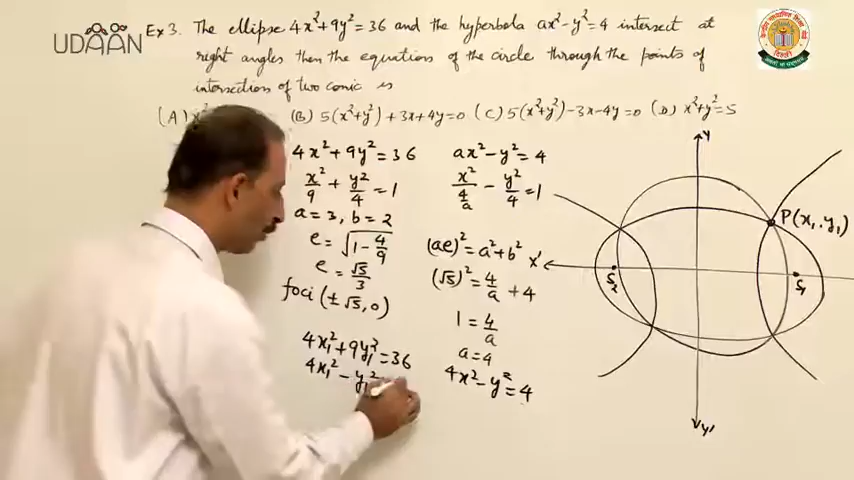 UDAAN
Ex 3. The ellipse 4x²+9y²=36 and the hyperbola ax²-y²=4 intersect at
right angles then the equations of the circle through the points of
intersection of two conic is
(A) x² (B) 5(x²+y²)+3x+4y=0 (C) 5(x²+y²)-3x-4y=0 (D) x²+y²=5
4x²+9y²=36
x²/9 + y²/4 = 1
a=3, b=2
e=√(1-4/9)
e=√5/3
foci (±√5,0)
4x₁²+9y₁²=36
4x₁²-y₁²
ax²-y²=4
x²/(4/a) - y²/4 = 1
(ae)²=a²+b²
(√5)²=4/a+4
1=4/a
a=4
4x²-y²=4
Y
P(x₁,y₁)
X'
S₂
S₁
Y'